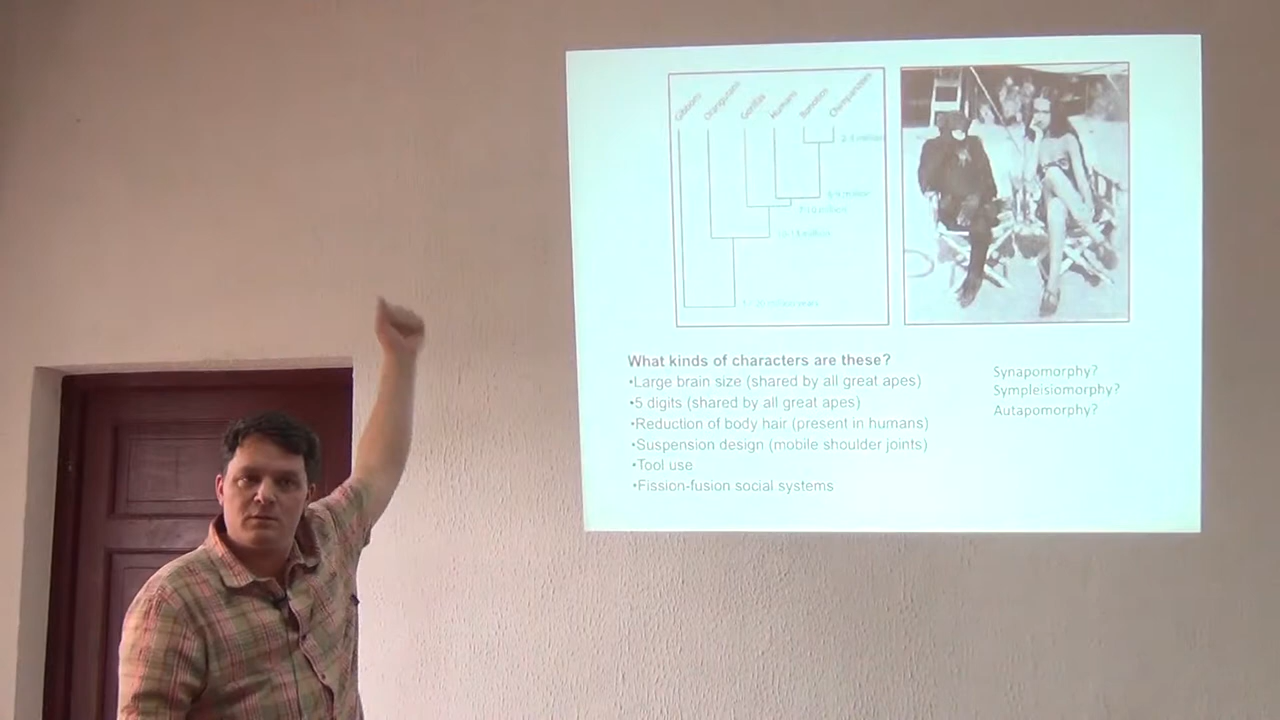 Gibbons
Orangutans
Gorillas
Humans
Bonobos
Chimpanzees
What kinds of characters are these?
•Large brain size (shared by all great apes)
•5 digits (shared by all great apes)
•Reduction of body hair (present in humans)
•Suspension design (mobile shoulder joints)
•Tool use
•Fission-fusion social systems
Synapomorphy?
Sympleisiomorphy?
Autapomorphy?